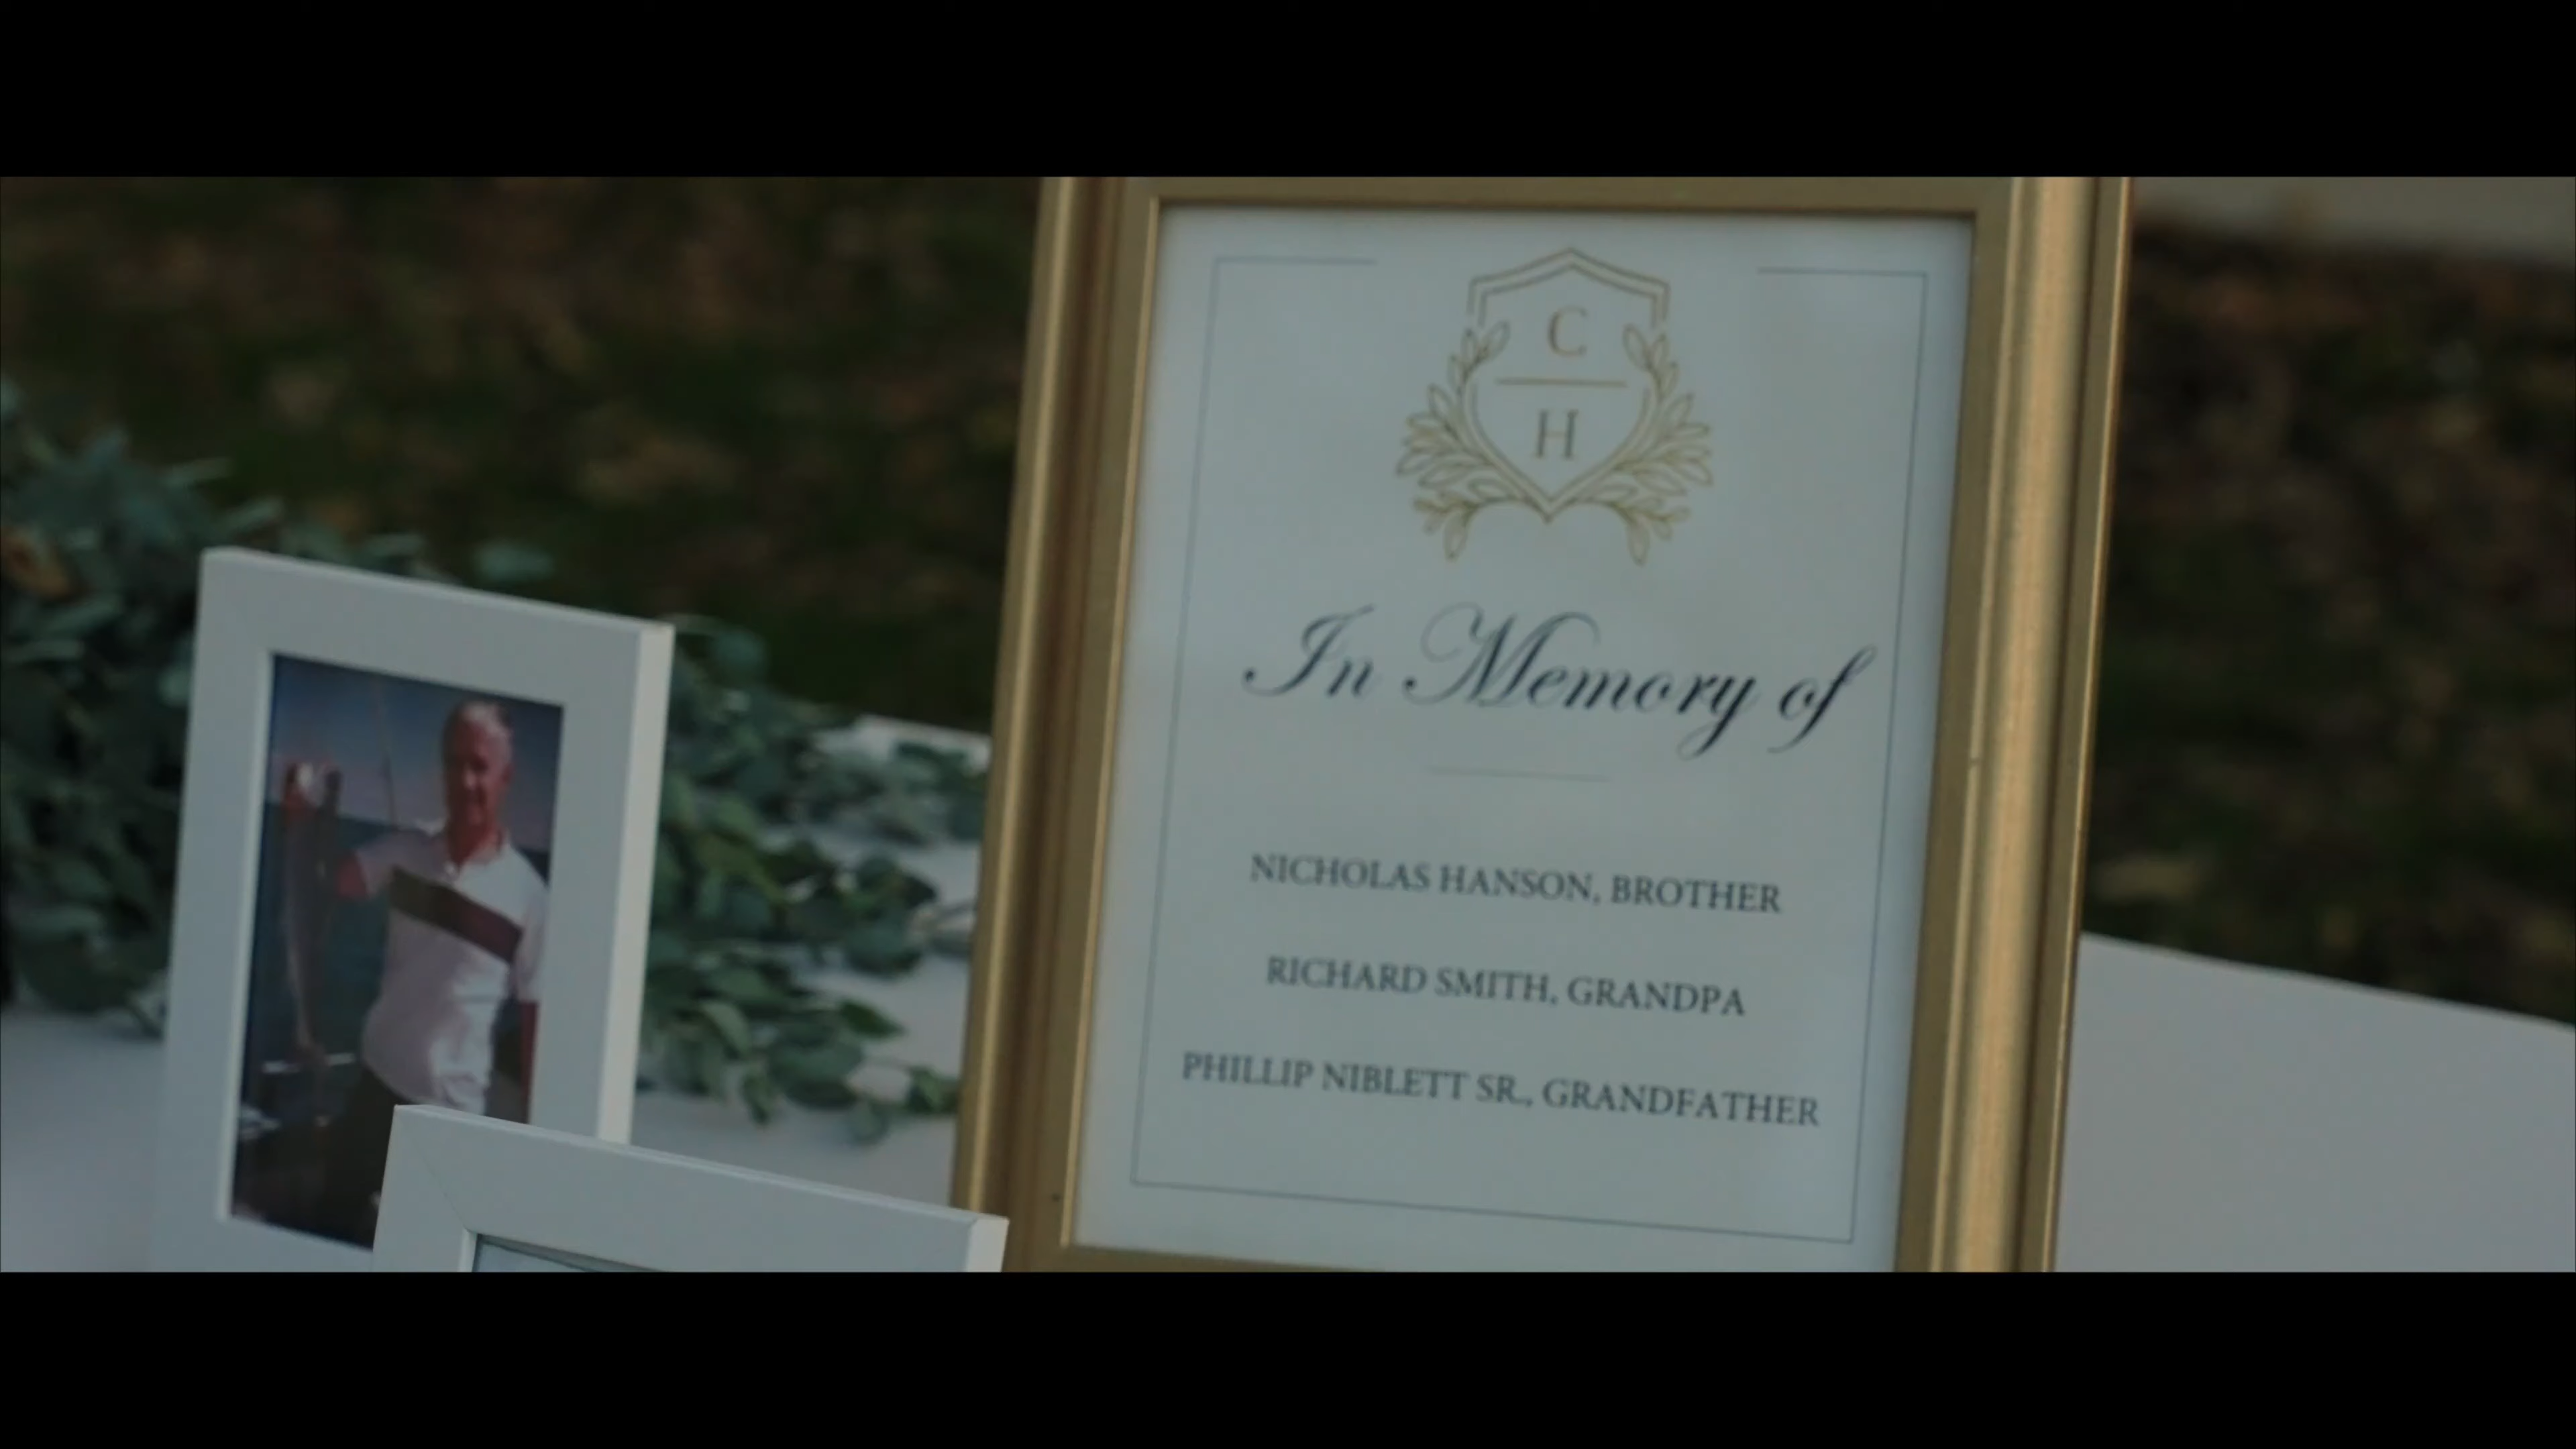 C
H
In Memory of
NICHOLAS HANSON, BROTHER
RICHARD SMITH, GRANDPA
PHILLIP NIBLETT SR., GRANDFATHER